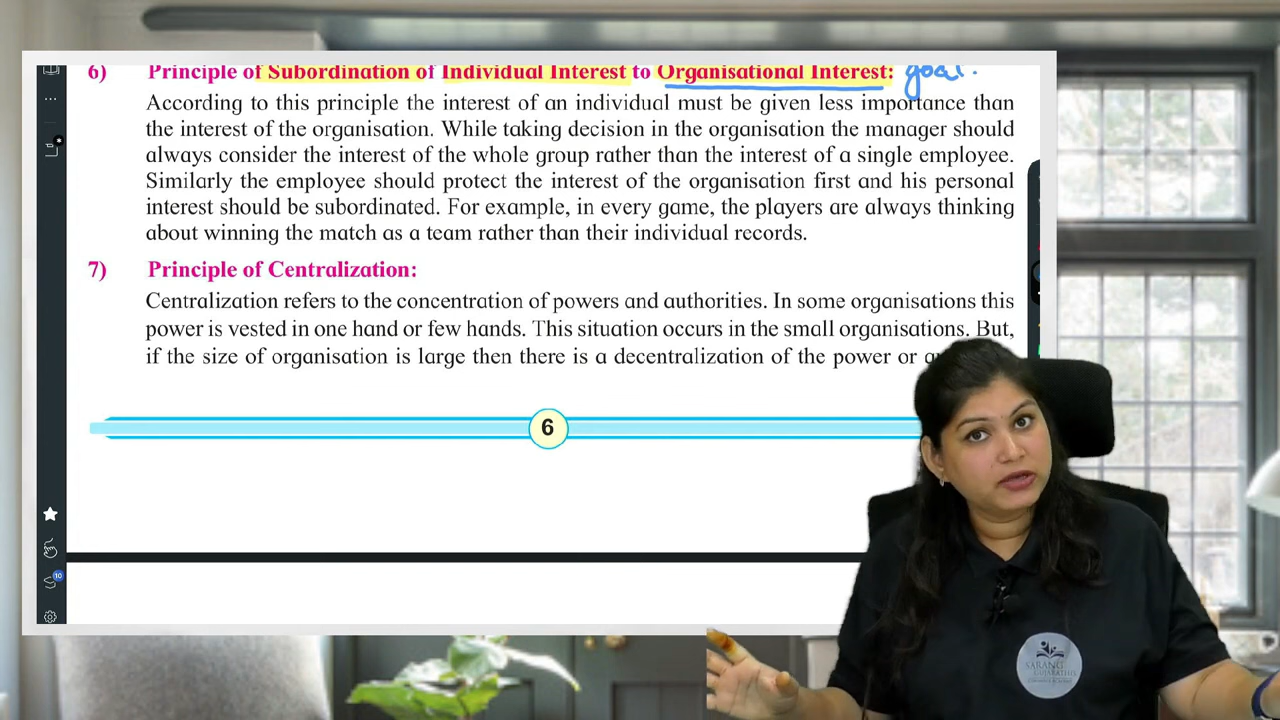 6) Principle of Subordination of Individual Interest to Organisational Interest: goal.
According to this principle the interest of an individual must be given less importance than
the interest of the organisation. While taking decision in the organisation the manager should
always consider the interest of the whole group rather than the interest of a single employee.
Similarly the employee should protect the interest of the organisation first and his personal
interest should be subordinated. For example, in every game, the players are always thinking
about winning the match as a team rather than their individual records.
7) Principle of Centralization:
Centralization refers to the concentration of powers and authorities. In some organisations this
power is vested in one hand or few hands. This situation occurs in the small organisations. But,
if the size of organisation is large then there is a decentralization of the power or
6
10
SARANG
GUJARATHI'S